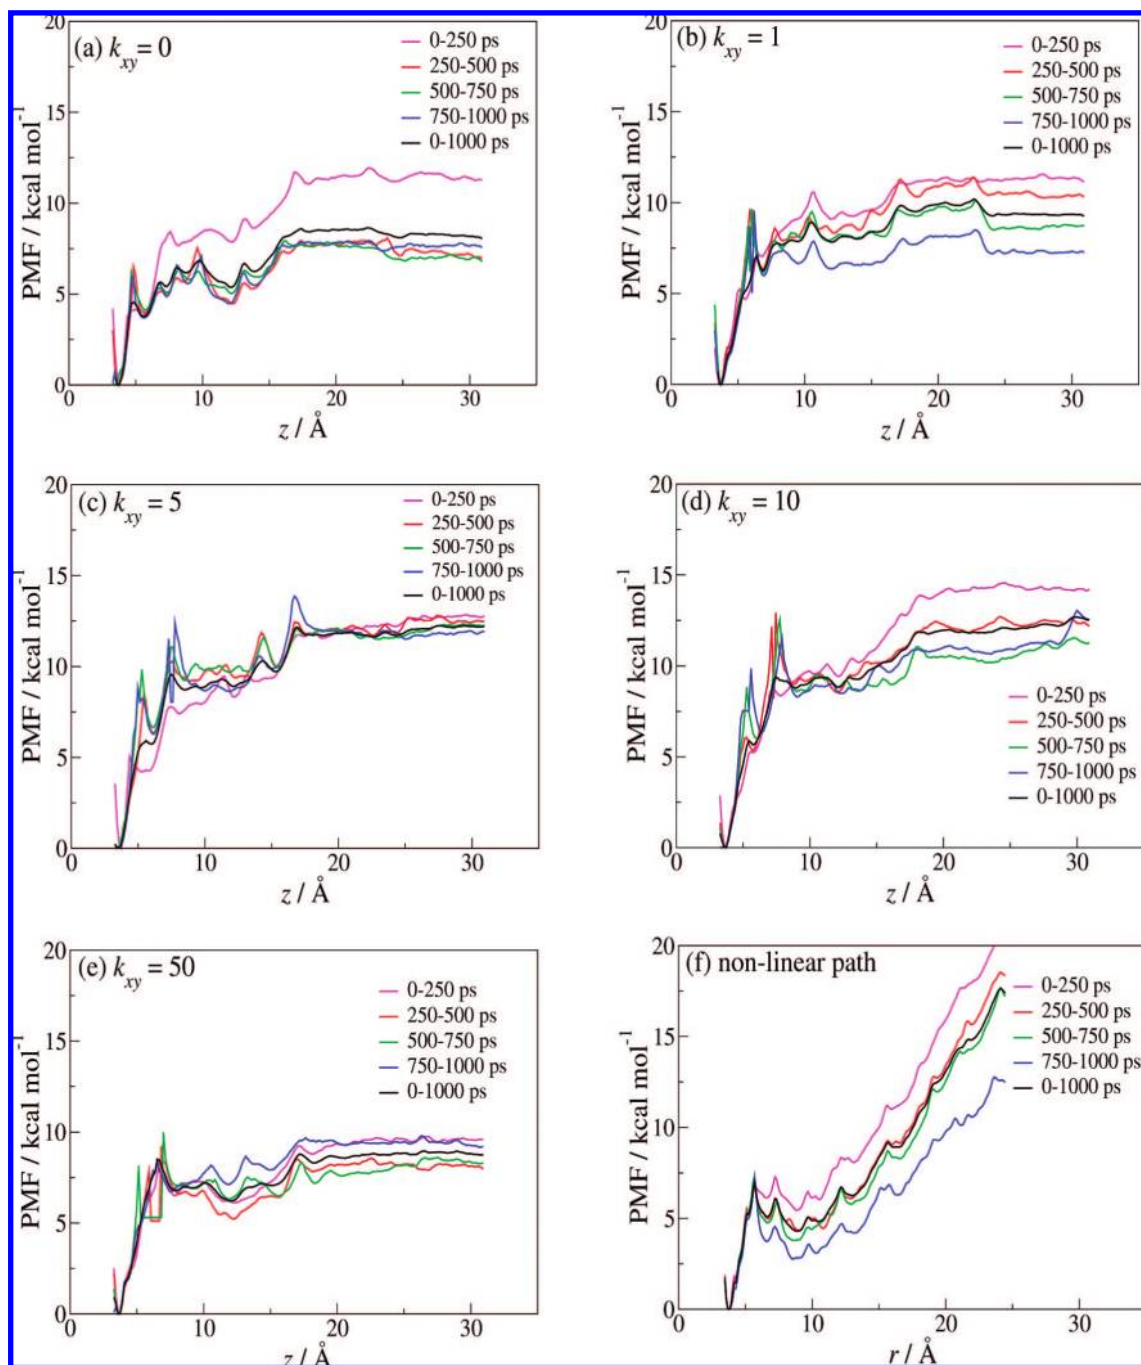 (a) kxy = 0
0-250 ps
250-500 ps
500-750 ps
750-1000 ps
0-1000 ps
PMF / kcal mol⁻¹
20
15
10
5
0
0 10 20 30
z / Å
(b) kxy = 1
0-250 ps
250-500 ps
500-750 ps
750-1000 ps
0-1000 ps
PMF / kcal mol⁻¹
20
15
10
5
0
0 10 20 30
z / Å
(c) kxy = 5
0-250 ps
250-500 ps
500-750 ps
750-1000 ps
0-1000 ps
PMF / kcal mol⁻¹
20
15
10
5
0
0 10 20 30
z / Å
(d) kxy = 10
0-250 ps
250-500 ps
500-750 ps
750-1000 ps
0-1000 ps
PMF / kcal mol⁻¹
20
15
10
5
0
0 10 20 30
z / Å
(e) kxy = 50
0-250 ps
250-500 ps
500-750 ps
750-1000 ps
0-1000 ps
PMF / kcal mol⁻¹
20
15
10
5
0
0 10 20 30
z / Å
(f) non-linear path
0-250 ps
250-500 ps
500-750 ps
750-1000 ps
0-1000 ps
PMF / kcal mol⁻¹
20
15
10
5
0
0 10 20 30
r / Å